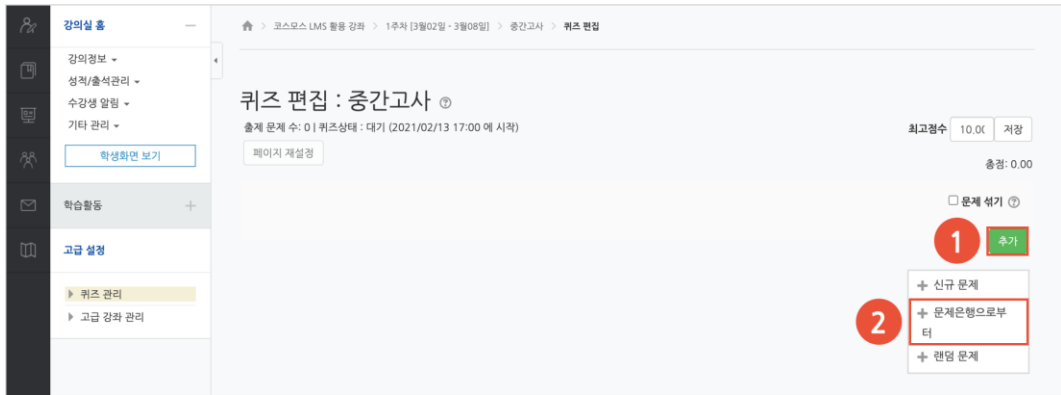 강의실 홈
홈 > 코스모스 LMS 활용 강좌 > 1주차 [3월02일 - 3월08일] > 중간고사 > 퀴즈 편집
강의정보
성적/출석관리
수강생 알림
기타 관리
학생화면 보기
학습활동
고급 설정
퀴즈 관리
고급 강좌 관리
퀴즈 편집 : 중간고사
출제 문제 수: 0 | 퀴즈상태 : 대기 (2021/02/13 17:00 에 시작)
최고점수 10.00 저장
페이지 재설정
총점: 0.00
문제 섞기
1 추가
신규 문제
2 문제은행으로부
터
랜덤 문제